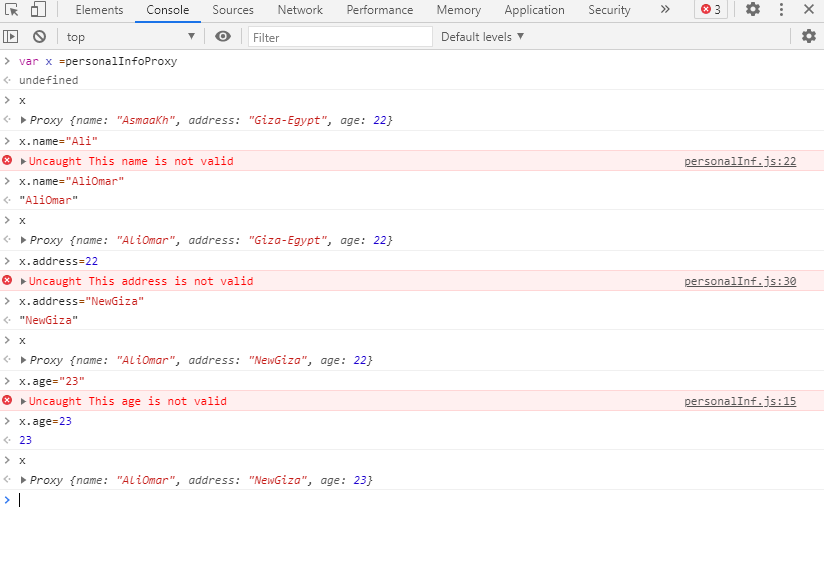 Elements Console Sources Network Performance Memory Application Security » 3
top ▼ Filter Default levels ▼
> var x =personalInfoProxy
<· undefined
> x
<· ▶Proxy {name: "AsmaaKh", address: "Giza-Egypt", age: 22}
> x.name="Ali"
▶Uncaught This name is not valid personalInf.js:22
> x.name="AliOmar"
<· "AliOmar"
> x
<· ▶Proxy {name: "AliOmar", address: "Giza-Egypt", age: 22}
> x.address=22
▶Uncaught This address is not valid personalInf.js:30
> x.address="NewGiza"
<· "NewGiza"
> x
<· ▶Proxy {name: "AliOmar", address: "NewGiza", age: 22}
> x.age="23"
▶Uncaught This age is not valid personalInf.js:15
> x.age=23
<· 23
> x
<· ▶Proxy {name: "AliOmar", address: "NewGiza", age: 23}
>